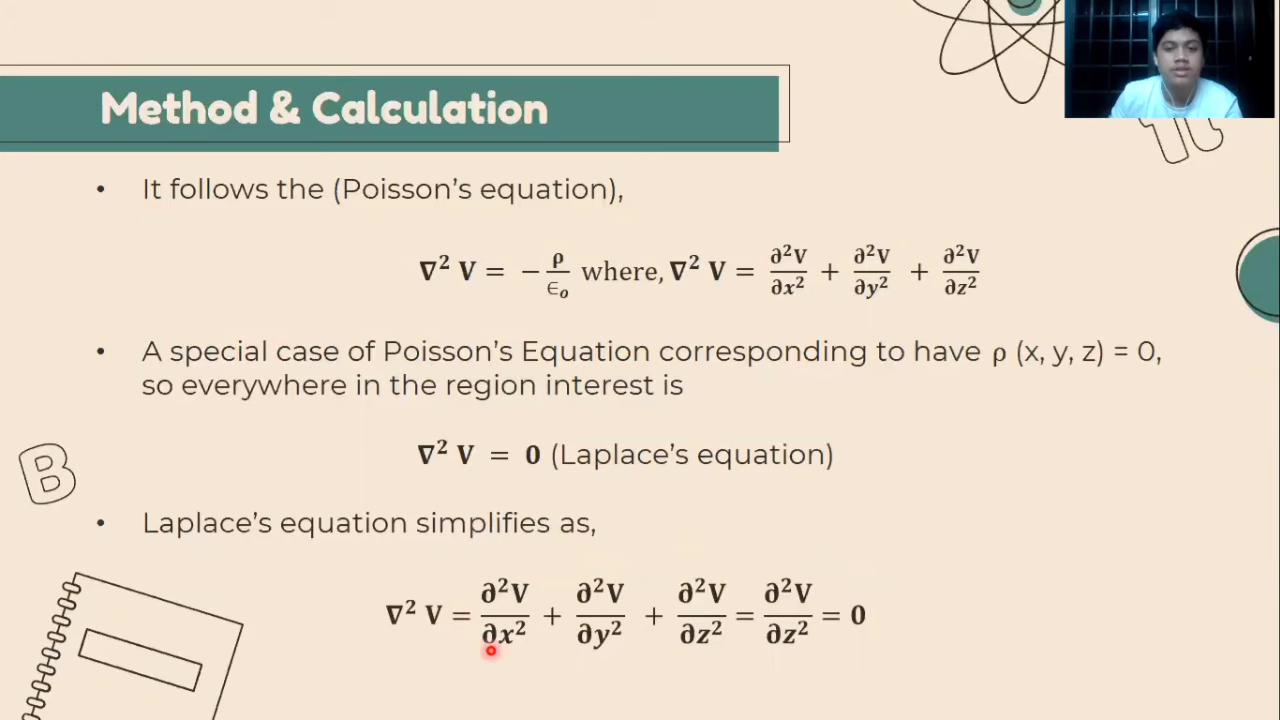 Method & Calculation
π
• It follows the (Poisson's equation),
∇² V = − ρ/∈ₒ where, ∇² V = ∂²V/∂x² + ∂²V/∂y² + ∂²V/∂z²
• A special case of Poisson's Equation corresponding to have ρ (x, y, z) = 0,
so everywhere in the region interest is
∇² V = 0 (Laplace's equation)
B
• Laplace's equation simplifies as,
∇² V = ∂²V/∂x² + ∂²V/∂y² + ∂²V/∂z² = ∂²V/∂z² = 0